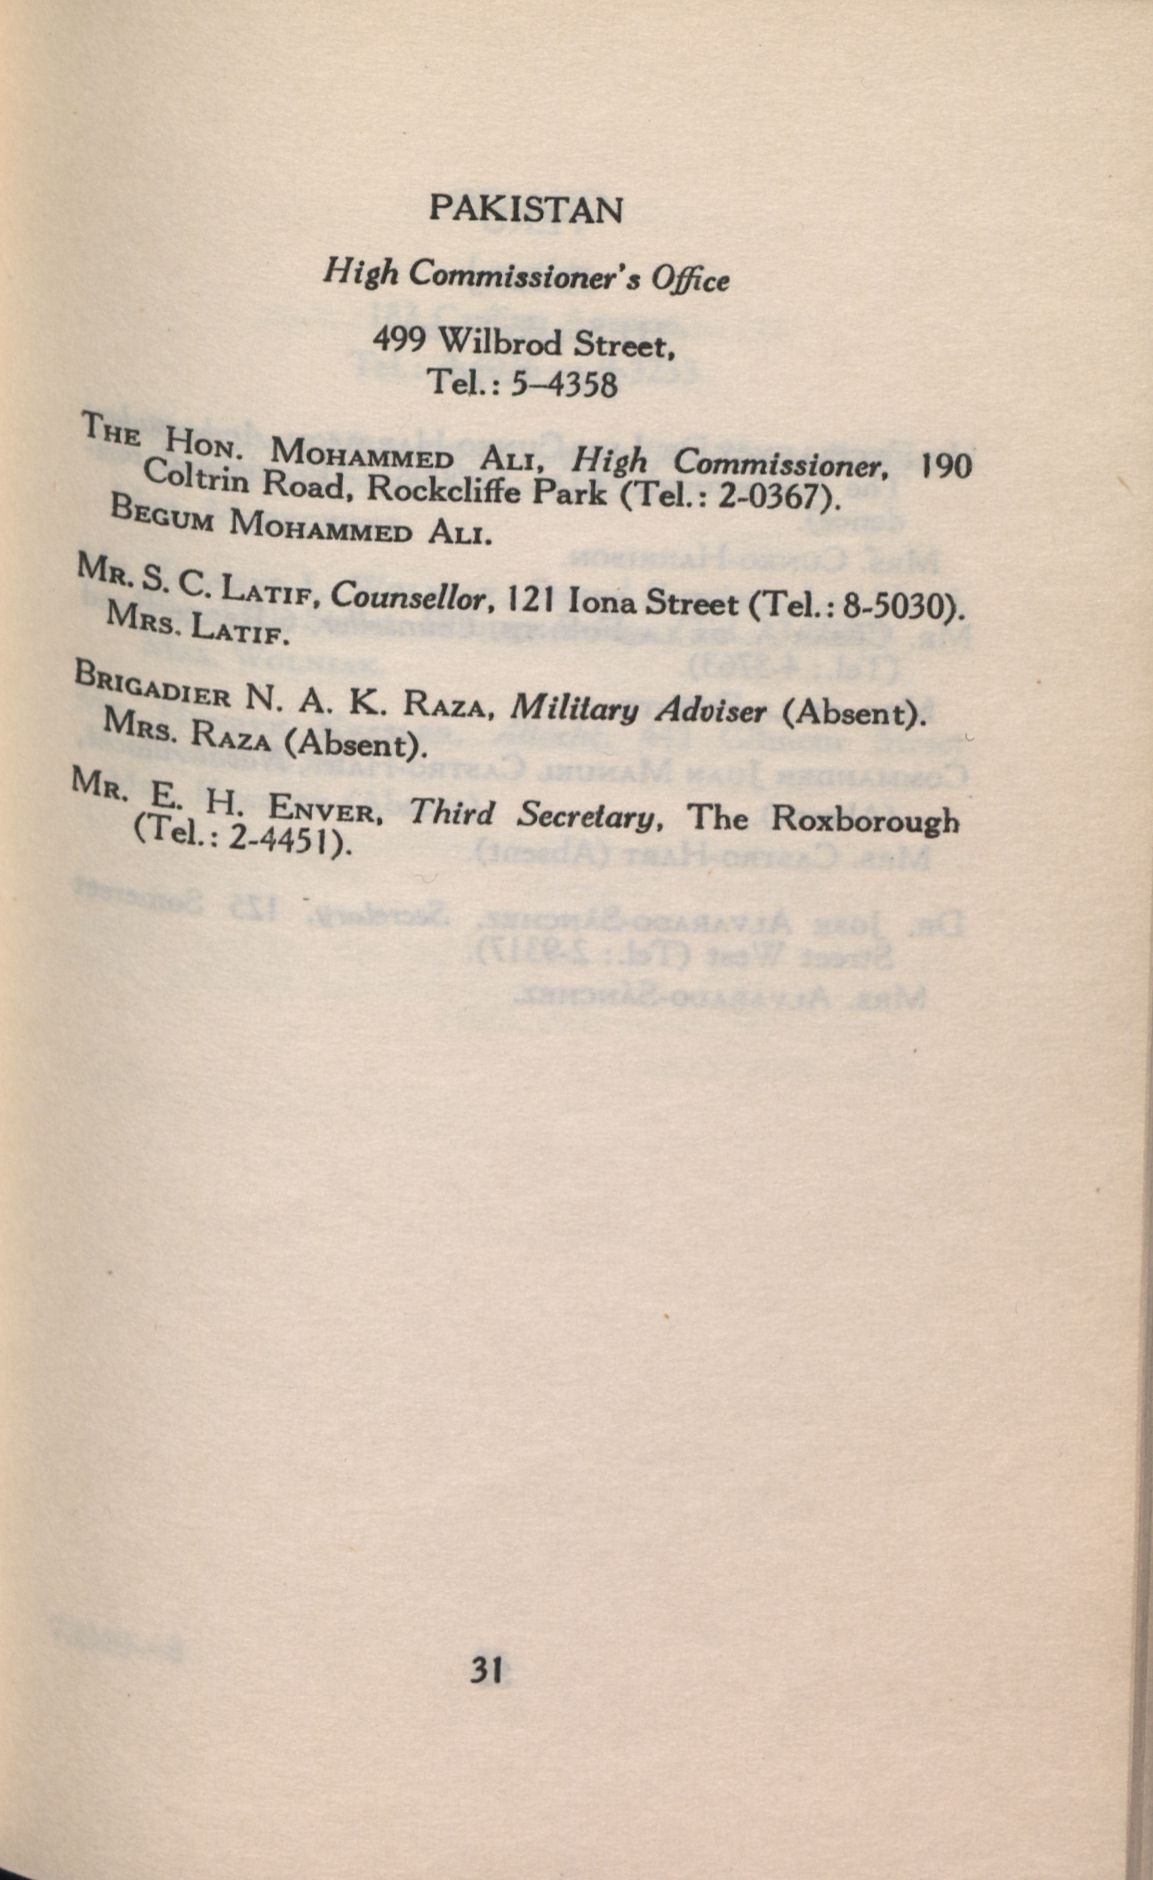 PAKISTAN
High Commissioner's Office
499 Wilbrod Street,
Tel.: 5–4358
THE HON. MOHAMMED ALI, High Commissioner, 190
Coltrin Road, Rockcliffe Park (Tel.: 2-0367).
BEGUM MOHAMMED ALI.
MR. S. C. LATIF, Counsellor, 121 Iona Street (Tel.: 8-5030).
MRS. LATIF.
BRIGADIER N. A. K. RAZA, Military Adviser (Absent).
MRS. RAZA (Absent).
MR. E. H. ENVER, Third Secretary, The Roxborough
(Tel.: 2-4451).
31